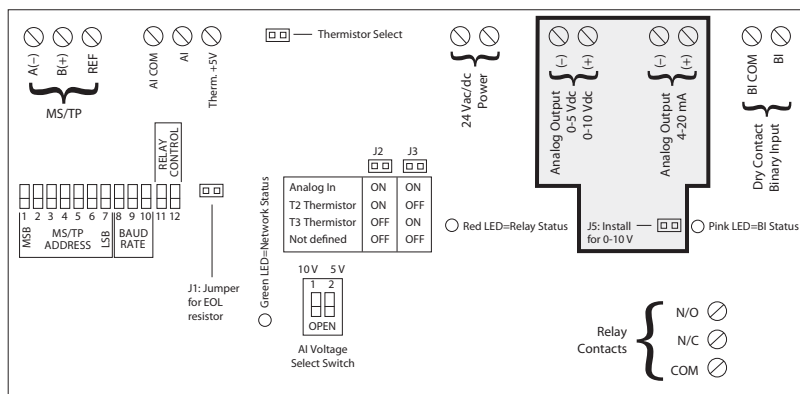 A(−)
B(+)
REF
MS/TP
AI COM
AI
Therm. +5V
Thermistor Select
24 Vac/dc
Power
(−)
(+)
Analog Output
0-5 Vdc
0-10 Vdc
(−)
(+)
Analog Output
4-20 mA
BI COM
BI
Dry Contact
Binary Input
RELAY
CONTROL
1 2 3 4 5 6 7 8 9 10 11 12
MSB
MS/TP
ADDRESS
LSB
BAUD
RATE
J1: Jumper
for EOL
resistor
Green LED=Network Status
J2 J3
Analog In ON ON
T2 Thermistor ON OFF
T3 Thermistor OFF ON
Not defined OFF OFF
10 V 5 V
1 2
OPEN
AI Voltage
Select Switch
Red LED=Relay Status
J5: Install
for 0-10 V
Pink LED=BI Status
Relay
Contacts
N/O
N/C
COM